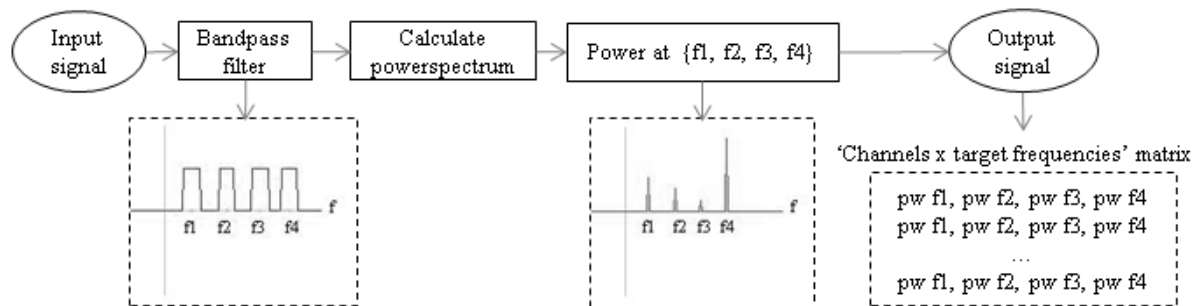 Input
signal
Bandpass
filter
Calculate
powerspectrum
Power at {f1, f2, f3, f4}
Output
signal
f
f1 f2 f3 f4
f
f1 f2 f3 f4
‘Channels x target frequencies’ matrix
pw f1, pw f2, pw f3, pw f4
pw f1, pw f2, pw f3, pw f4
...
pw f1, pw f2, pw f3, pw f4